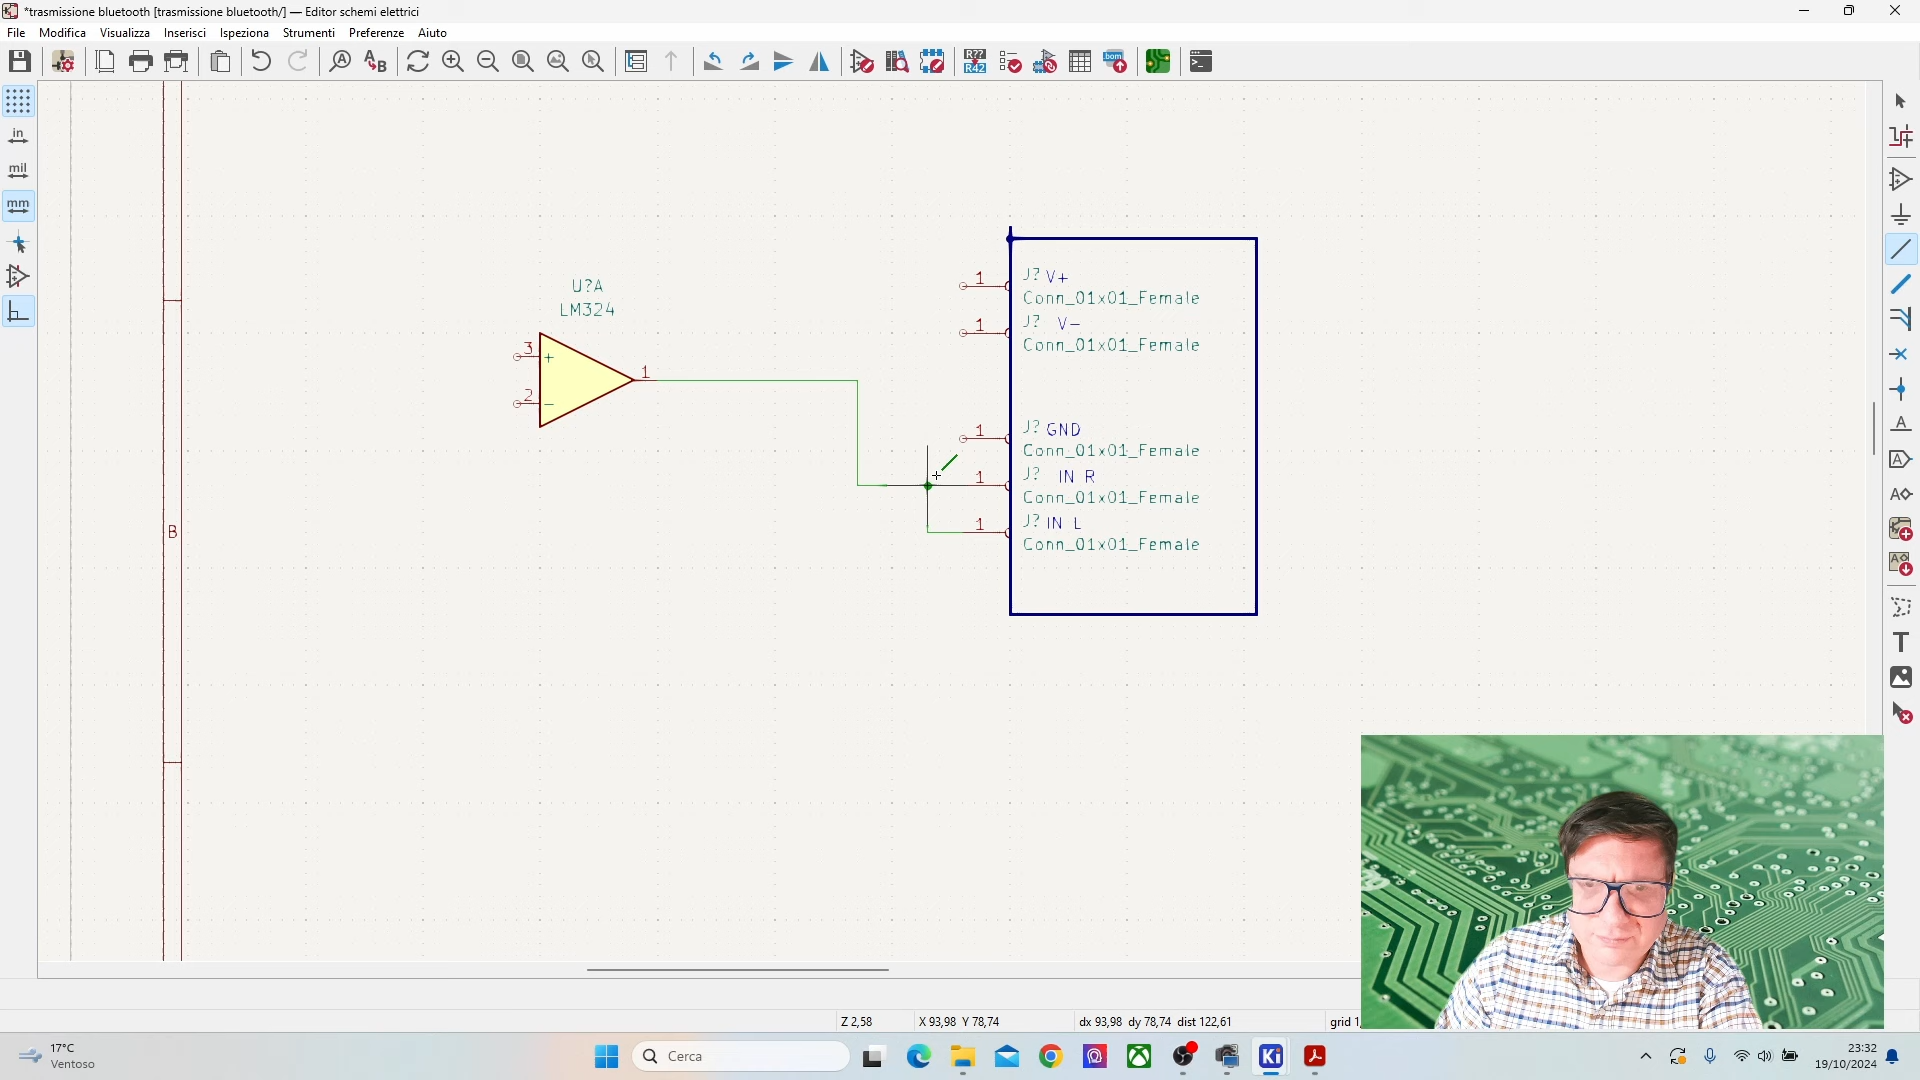 *trasmissione bluetooth [trasmissione bluetooth/] — Editor schemi elettrici
File Modifica Visualizza Inserisci Ispeziona Strumenti Preferenze Aiuto
R??
R42
bom
in
mil
mm
U?A
LM324
3
+
2
−
1
1 J? V+
Conn_01x01_Female
1 J? V-
Conn_01x01_Female
1 J? GND
Conn_01x01_Female
1 J? IN R
Conn_01x01_Female
1 J? IN L
Conn_01x01_Female
B
Z 2,58 X 93,98 Y 78,74 dx 93,98 dy 78,74 dist 122,61 grid 1,
17°C
Ventoso
Cerca
Ki
23:32
19/10/2024